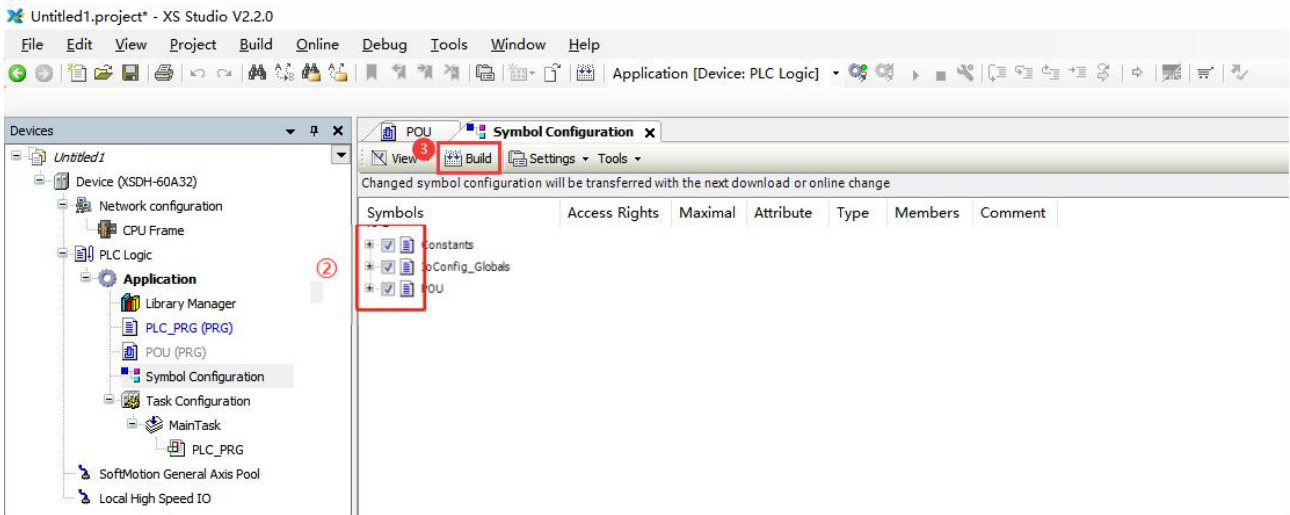 Untitled1.project* - XS Studio V2.2.0
File Edit View Project Build Online Debug Tools Window Help
Application [Device: PLC Logic]
Devices
POU Symbol Configuration x
Untitled1
View 3 Build Settings Tools
Device (XSDH-60A32)
Changed symbol configuration will be transferred with the next download or online change
Network configuration
Symbols Access Rights Maximal Attribute Type Members Comment
CPU Frame
Constants
PLC Logic
② IoConfig_Globals
Application
POU
Library Manager
PLC_PRG (PRG)
POU (PRG)
Symbol Configuration
Task Configuration
MainTask
PLC_PRG
SoftMotion General Axis Pool
Local High Speed IO